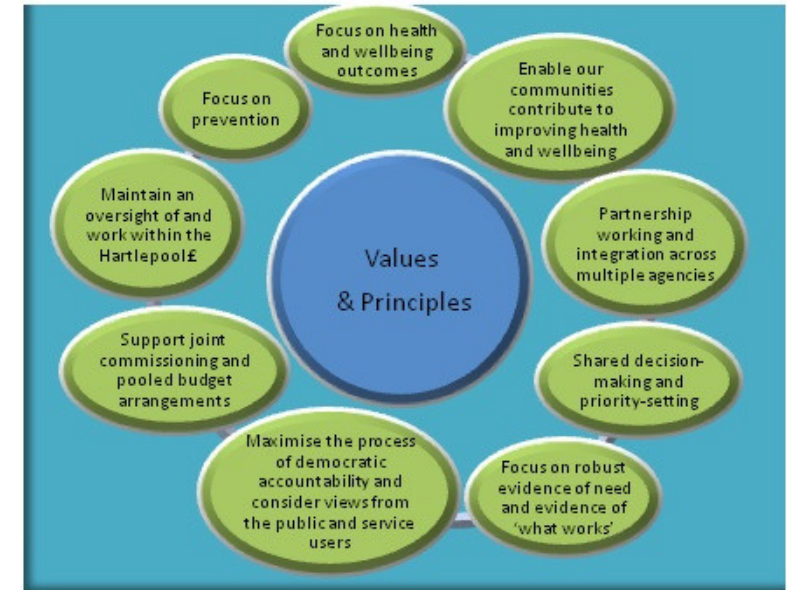 Focus on health
and wellbeing
outcomes
Enable our
communities
contribute to
improving health
and wellbeing
Partnership
working and
integration across
multiple agencies
Shared decision-
making and
priority-setting
Focus on robust
evidence of need
and evidence of
‘what works’
Maximise the process
of democratic
accountability and
consider views from
the public and service
users
Support joint
commissioning and
pooled budget
arrangements
Maintain an
oversight of and
work within the
Hartlepool£
Focus on
prevention
Values
& Principles